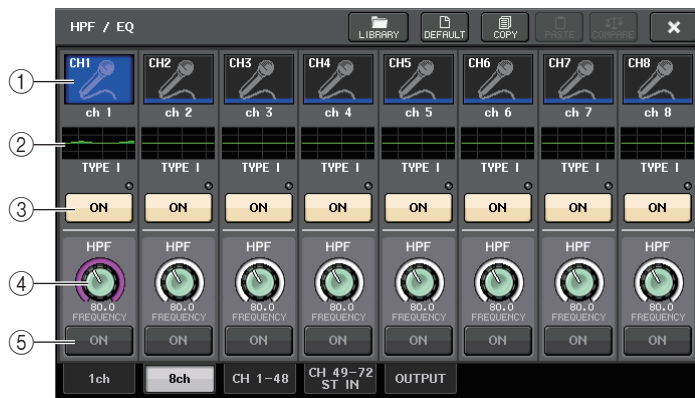 HPF / EQ
LIBRARY DEFAULT COPY PASTE COMPARE
CH1 CH2 CH3 CH4 CH5 CH6 CH7 CH8
①
ch 1 ch 2 ch 3 ch 4 ch 5 ch 6 ch 7 ch 8
②
TYPE I TYPE I TYPE I TYPE I TYPE I TYPE I TYPE I TYPE I
③ ON ON ON ON ON ON ON ON
HPF HPF HPF HPF HPF HPF HPF HPF
④
80.0 80.0 80.0 80.0 80.0 80.0 80.0 80.0
FREQUENCY FREQUENCY FREQUENCY FREQUENCY FREQUENCY FREQUENCY FREQUENCY FREQUENCY
⑤ ON ON ON ON ON ON ON ON
1ch 8ch CH 1-48 CH 49-72 ST IN OUTPUT